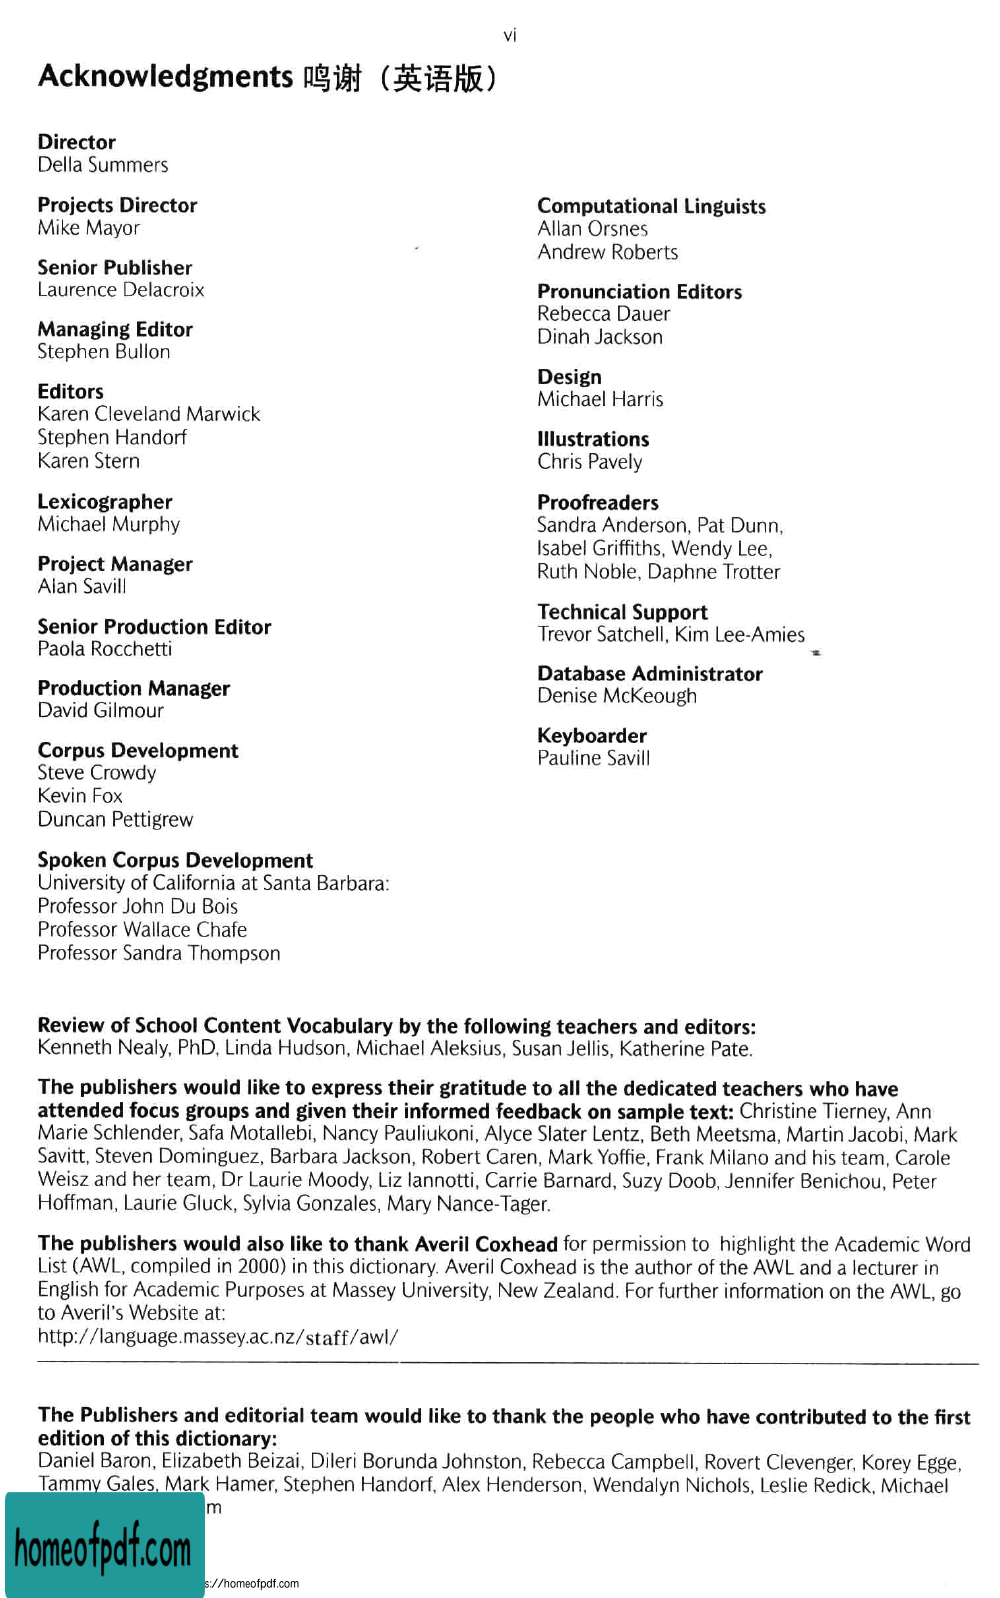 vi
Acknowledgments 鸣谢（英语版）
Director
Della Summers
Projects Director
Mike Mayor
Senior Publisher
Laurence Delacroix
Managing Editor
Stephen Bullon
Editors
Karen Cleveland Marwick
Stephen Handorf
Karen Stern
Lexicographer
Michael Murphy
Project Manager
Alan Savill
Senior Production Editor
Paola Rocchetti
Production Manager
David Gilmour
Corpus Development
Steve Crowdy
Kevin Fox
Duncan Pettigrew
Spoken Corpus Development
University of California at Santa Barbara:
Professor John Du Bois
Professor Wallace Chafe
Professor Sandra Thompson
Computational Linguists
Allan Orsnes
Andrew Roberts
Pronunciation Editors
Rebecca Dauer
Dinah Jackson
Design
Michael Harris
Illustrations
Chris Pavely
Proofreaders
Sandra Anderson, Pat Dunn,
Isabel Griffiths, Wendy Lee,
Ruth Noble, Daphne Trotter
Technical Support
Trevor Satchell, Kim Lee-Amies
Database Administrator
Denise McKeough
Keyboarder
Pauline Savill
Review of School Content Vocabulary by the following teachers and editors:
Kenneth Nealy, PhD, Linda Hudson, Michael Aleksius, Susan Jellis, Katherine Pate.
The publishers would like to express their gratitude to all the dedicated teachers who have
attended focus groups and given their informed feedback on sample text: Christine Tierney, Ann
Marie Schlender, Safa Motallebi, Nancy Pauliukoni, Alyce Slater Lentz, Beth Meetsma, Martin Jacobi, Mark
Savitt, Steven Dominguez, Barbara Jackson, Robert Caren, Mark Yoffie, Frank Milano and his team, Carole
Weisz and her team, Dr Laurie Moody, Liz Iannotti, Carrie Barnard, Suzy Doob, Jennifer Benichou, Peter
Hoffman, Laurie Gluck, Sylvia Gonzales, Mary Nance-Tager.
The publishers would also like to thank Averil Coxhead for permission to highlight the Academic Word
List (AWL, compiled in 2000) in this dictionary. Averil Coxhead is the author of the AWL and a lecturer in
English for Academic Purposes at Massey University, New Zealand. For further information on the AWL, go
to Averil's Website at:
http://language.massey.ac.nz/staff/awl/
The Publishers and editorial team would like to thank the people who have contributed to the first
edition of this dictionary:
Daniel Baron, Elizabeth Beizai, Dileri Borunda Johnston, Rebecca Campbell, Rovert Clevenger, Korey Egge,
Tammy Gales, Mark Hamer, Stephen Handorf, Alex Henderson, Wendalyn Nichols, Leslie Redick, Michael
m
homeofpdf.com
s://homeofpdf.com